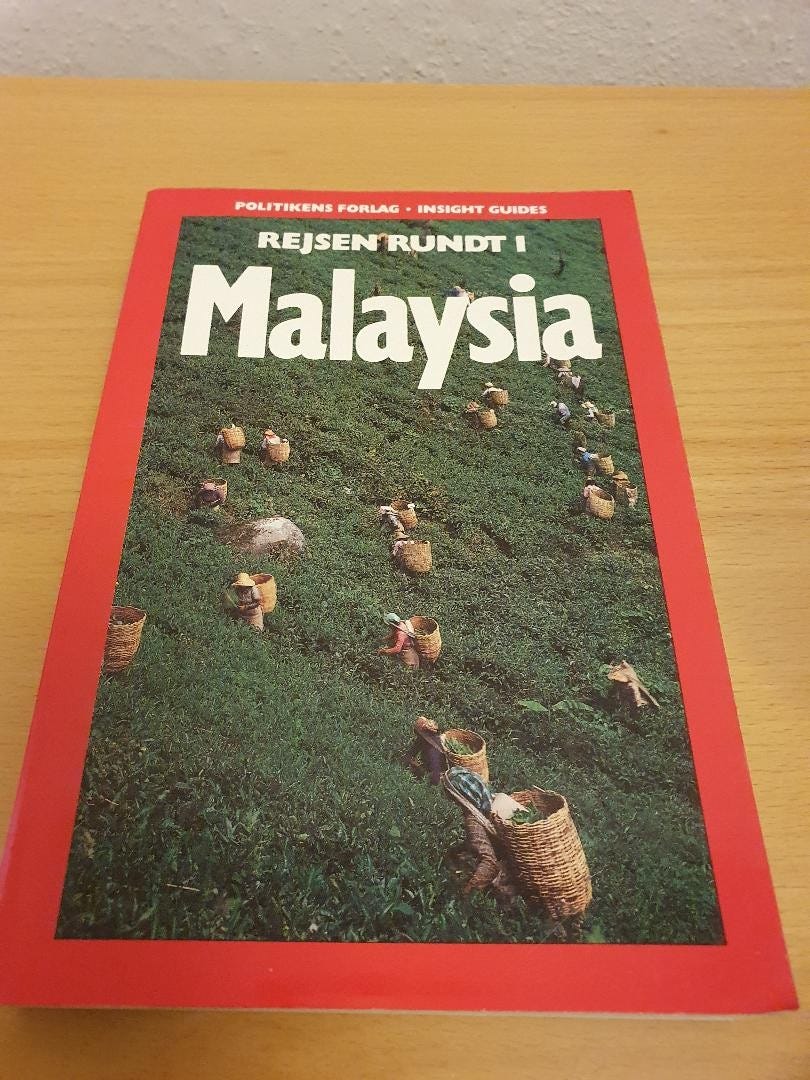 POLITIKENS FORLAG • INSIGHT GUIDES
REJSEN RUNDT I
Malaysia